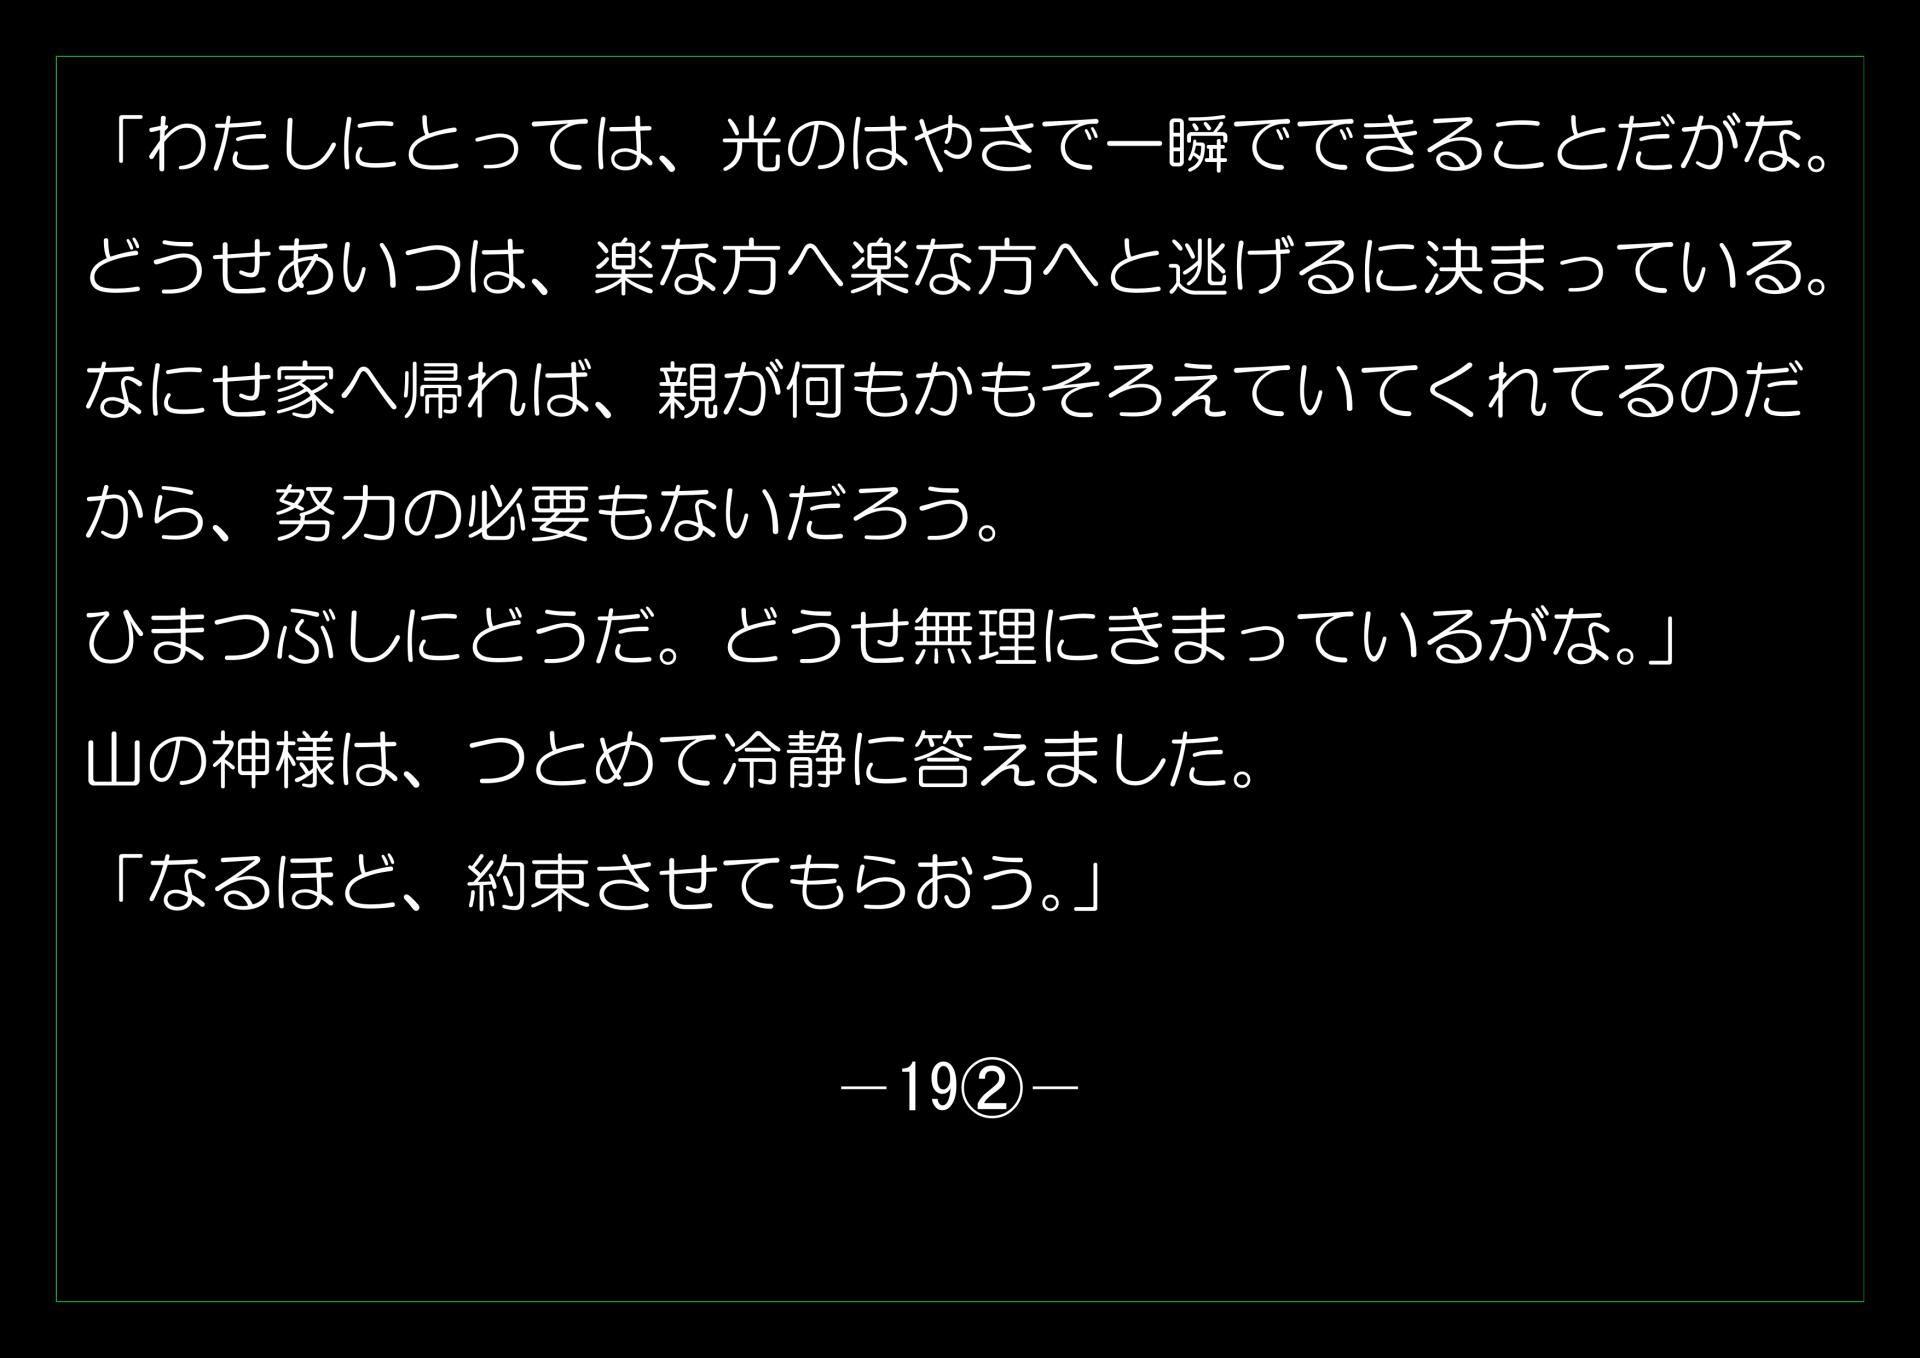 「わたしにとっては、光のはやさで一瞬でできることだがな。
どうせあいつは、楽な方へ楽な方へと逃げるに決まっている。
なにせ家へ帰れば、親が何もかもそろえていてくれてるのだ
から、努力の必要もないだろう。
ひまつぶしにどうだ。どうせ無理にきまっているがな。」
山の神様は、つとめて冷静に答えました。
「なるほど、約束させてもらおう。」
－19②－